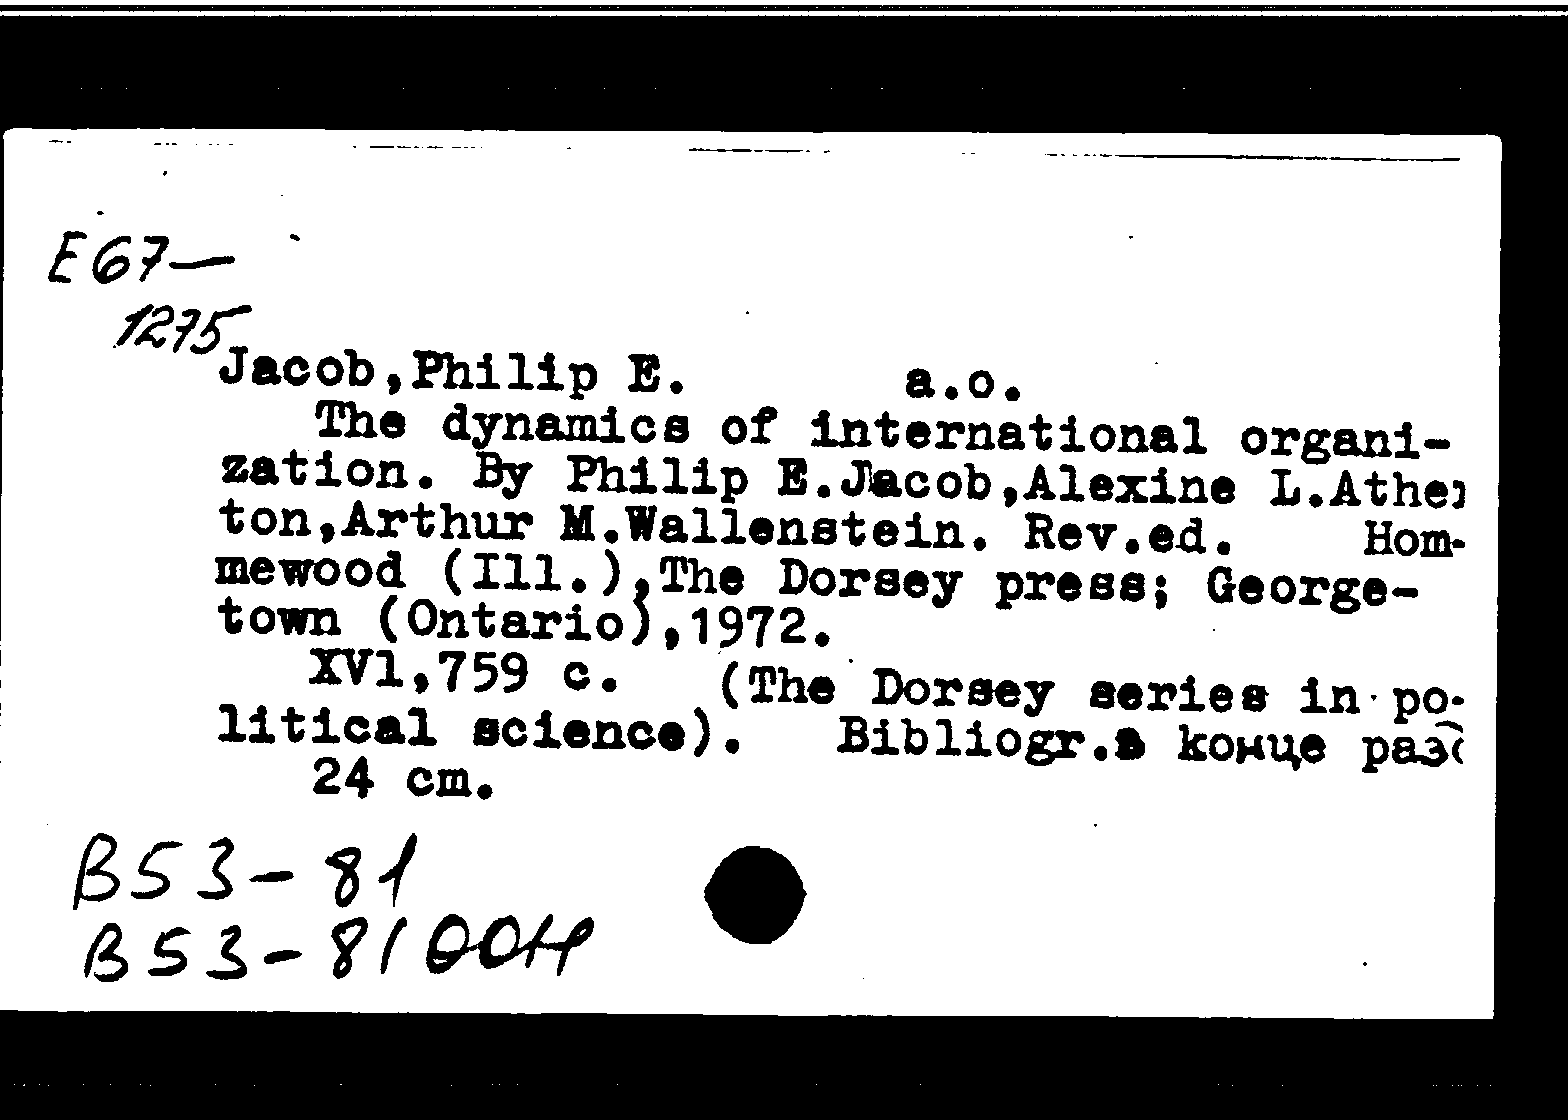 E67—
1275
Jacob,Philip E. a.o.
The dynamics of international organi-
zation. By Philip E.Jacob,Alexine L.Ather
ton,Arthur M.Wallenstein. Rev.ed. Hom-
mewood (Ill.),The Dorsey press; George-
town (Ontario),1972.
XVl,759 c. (The Dorsey series in po-
litical science). Bibliogr.в конце разд
24 cm.
B53-81
B53-81